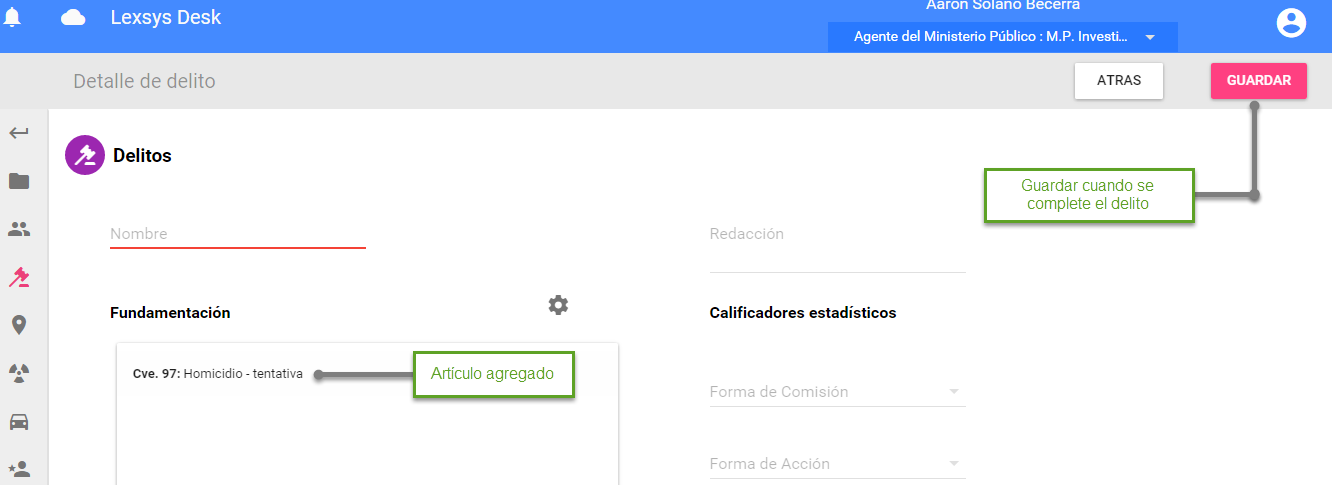 Aarón Solano Becerra
Lexsys Desk
Agente del Ministerio Público : M.P. Investi...
Detalle de delito
ATRAS
GUARDAR
Delitos
Guardar cuando se
complete el delito
Nombre
Redacción
Fundamentación
Calificadores estadísticos
Cve. 97: Homicidio - tentativa
Artículo agregado
Forma de Comisión
Forma de Acción